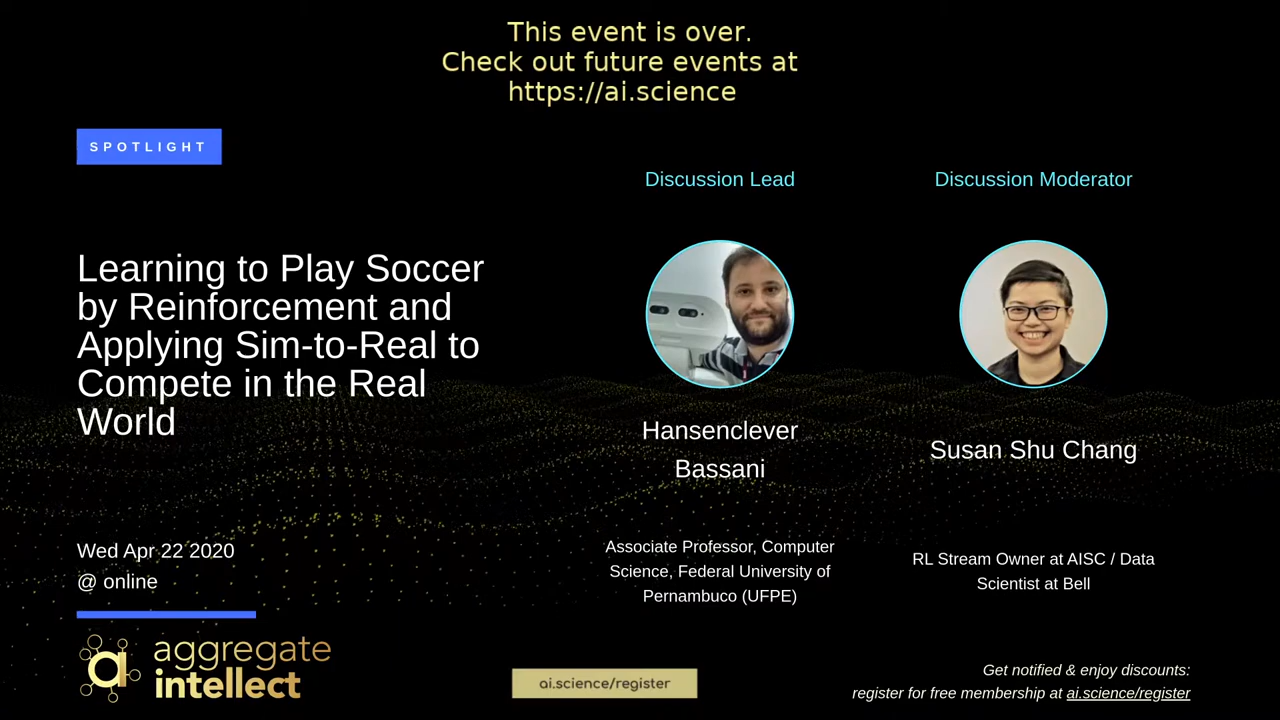 This event is over.
Check out future events at
https://ai.science
SPOTLIGHT
Learning to Play Soccer
by Reinforcement and
Applying Sim-to-Real to
Compete in the Real
World
Wed Apr 22 2020
@ online
Discussion Lead
Hansenclever
Bassani
Associate Professor, Computer
Science, Federal University of
Pernambuco (UFPE)
Discussion Moderator
Susan Shu Chang
RL Stream Owner at AISC / Data
Scientist at Bell
a
aggregate
intellect
ai.science/register
Get notified & enjoy discounts:
register for free membership at ai.science/register